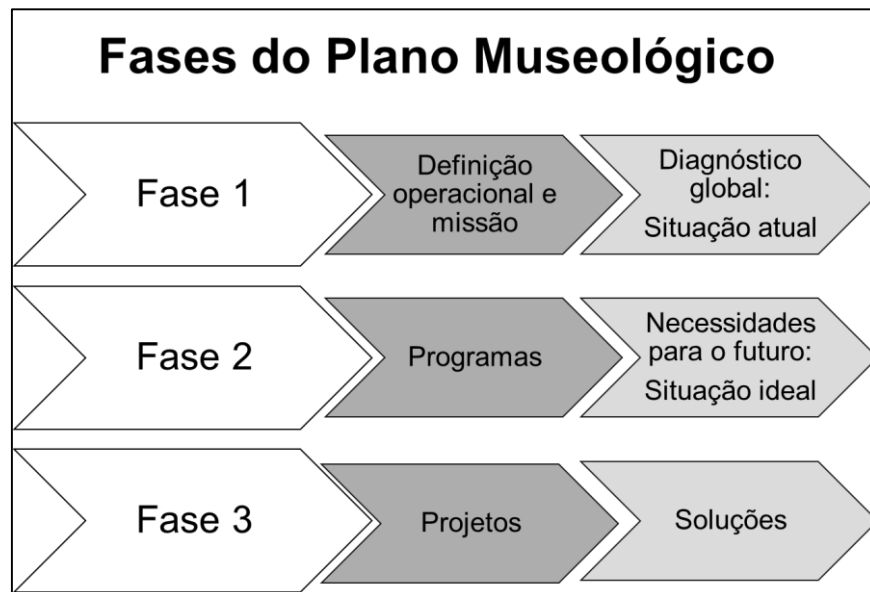 Fases do Plano Museológico
Fase 1
Definição
operacional e
missão
Diagnóstico
global:
Situação atual
Fase 2
Programas
Necessidades
para o futuro:
Situação ideal
Fase 3
Projetos
Soluções